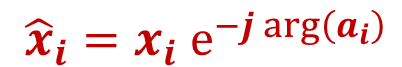 x̂ᵢ = xᵢ e^{−j arg(aᵢ)}